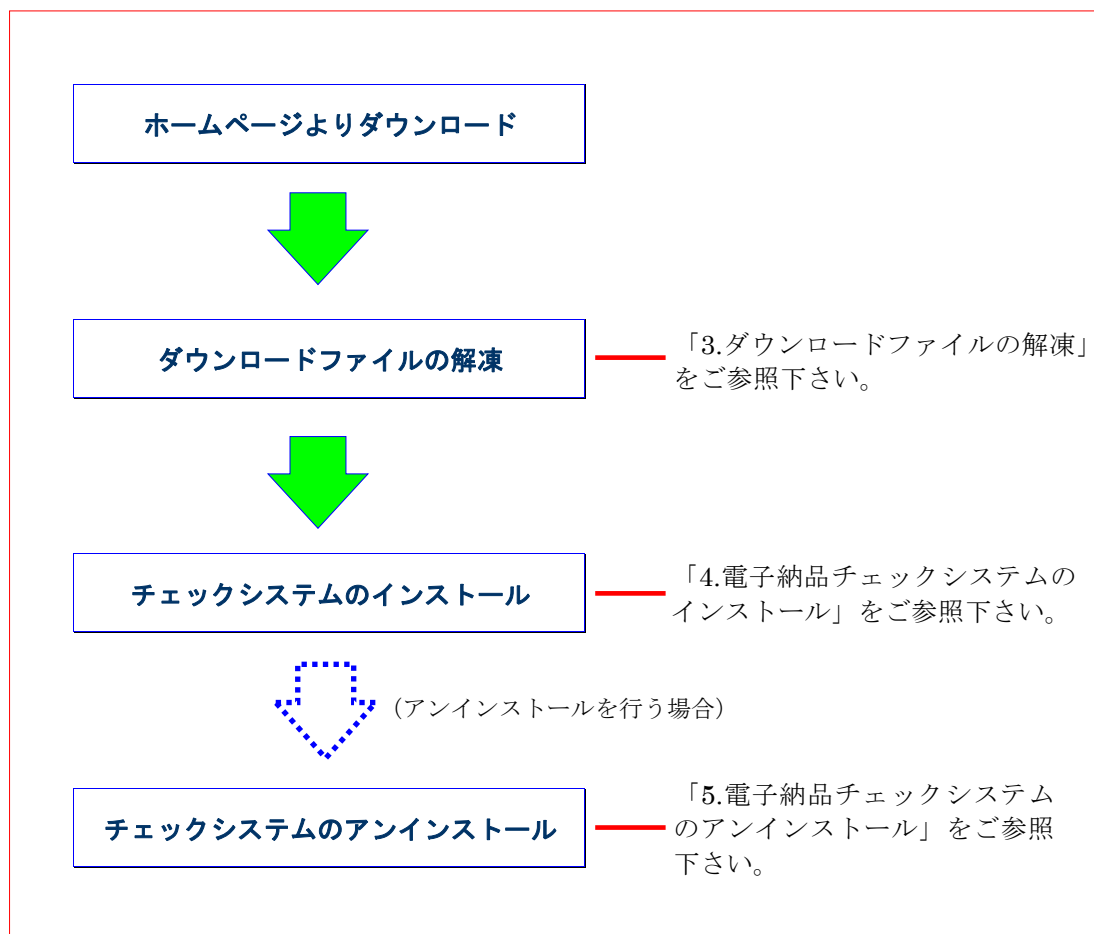 ホームページよりダウンロード
ダウンロードファイルの解凍
「3.ダウンロードファイルの解凍」
をご参照下さい。
チェックシステムのインストール
「4.電子納品チェックシステムの
インストール」をご参照下さい。
（アンインストールを行う場合）
チェックシステムのアンインストール
「5.電子納品チェックシステム
のアンインストール」をご参照
下さい。